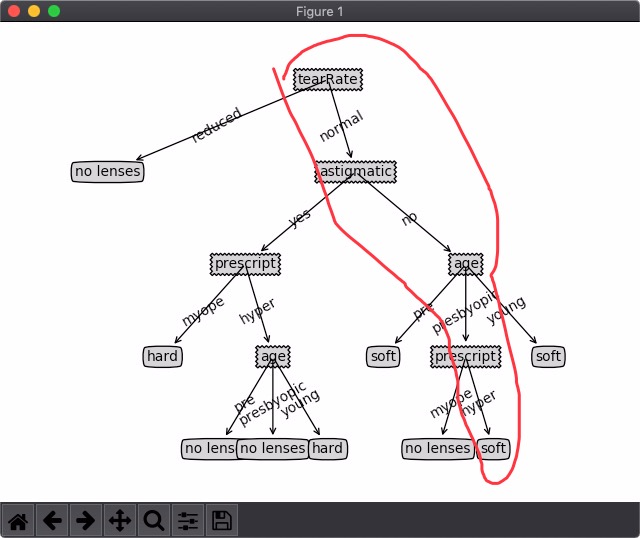 Figure 1
tearRate
reduced
normal
no lenses
astigmatic
yes
no
prescript
age
myope
hyper
pre
presbyopic
young
hard
age
soft
prescript
soft
pre
presbyopic
young
myope
hyper
no lens
no lenses
hard
no lenses
soft